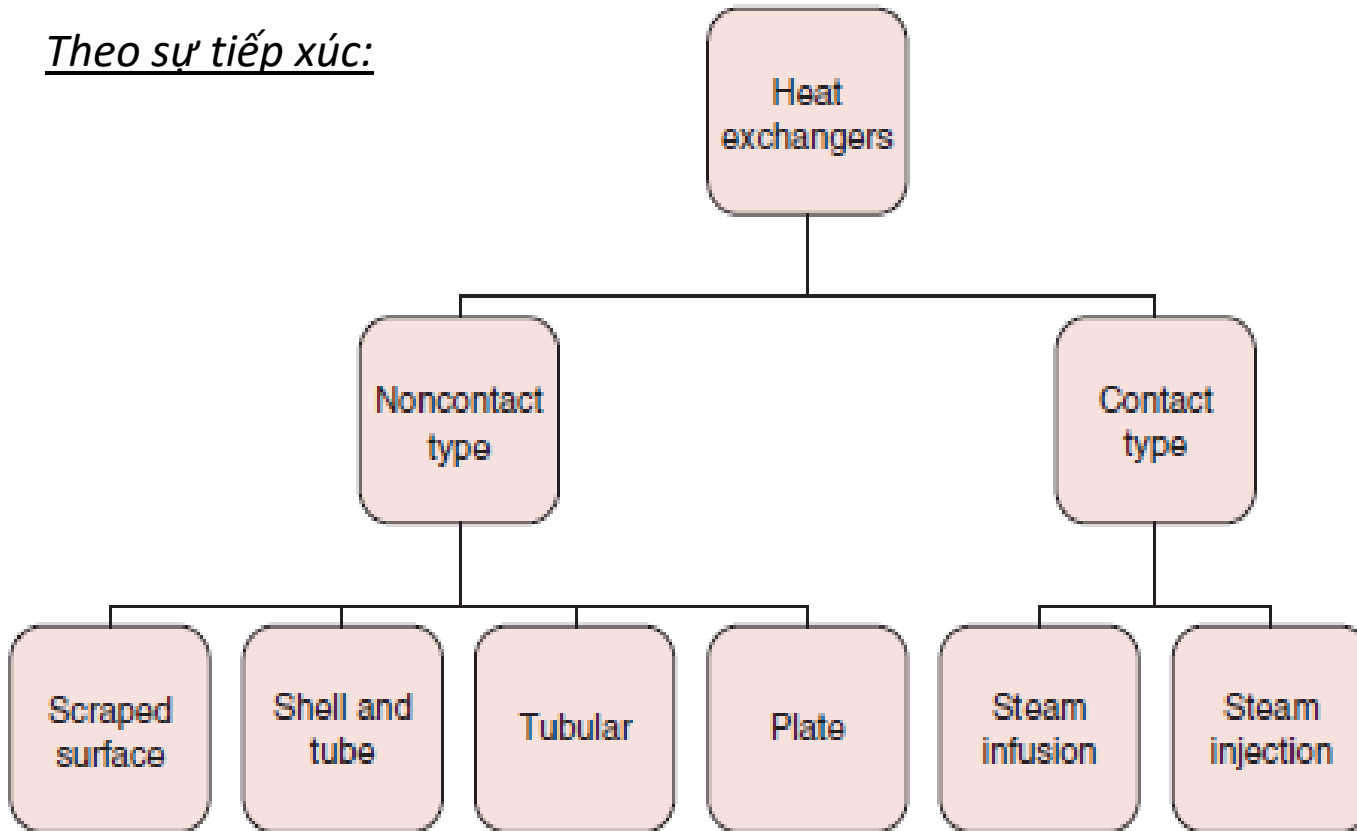 Theo sự tiếp xúc:
Heat
exchangers
Noncontact
type
Contact
type
Scraped
surface
Shell and
tube
Tubular
Plate
Steam
infusion
Steam
injection